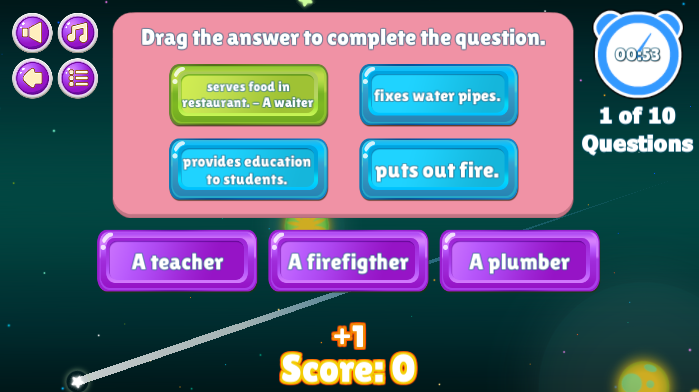 Drag the answer to complete the question.
serves food in
restaurant. - A waiter
fixes water pipes.
provides education
to students.
puts out fire.
00:53
1 of 10
Questions
A teacher
A firefigther
A plumber
+1
Score: 0